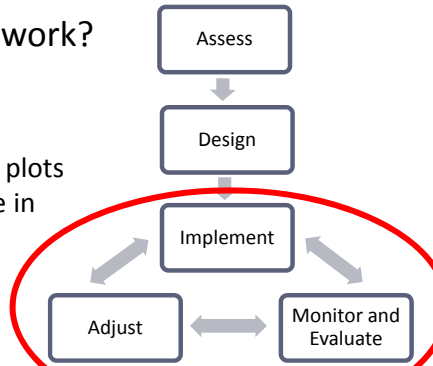 work?
plots
e in
Assess
Design
Implement
Adjust
Monitor and
Evaluate